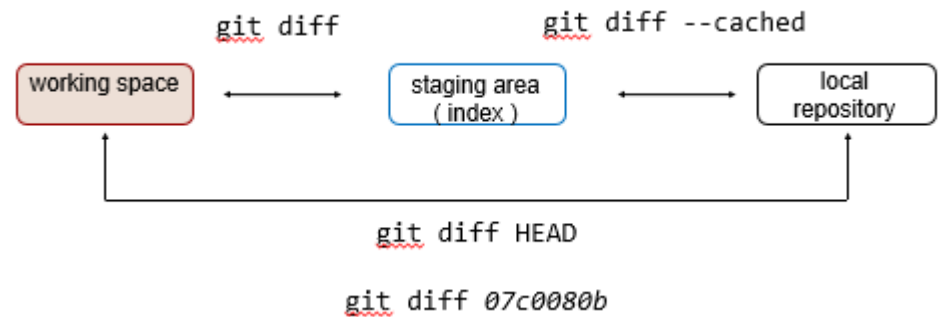 git diff
git diff --cached
working space
staging area
( index )
local
repository
git diff HEAD
git diff 07c0080b